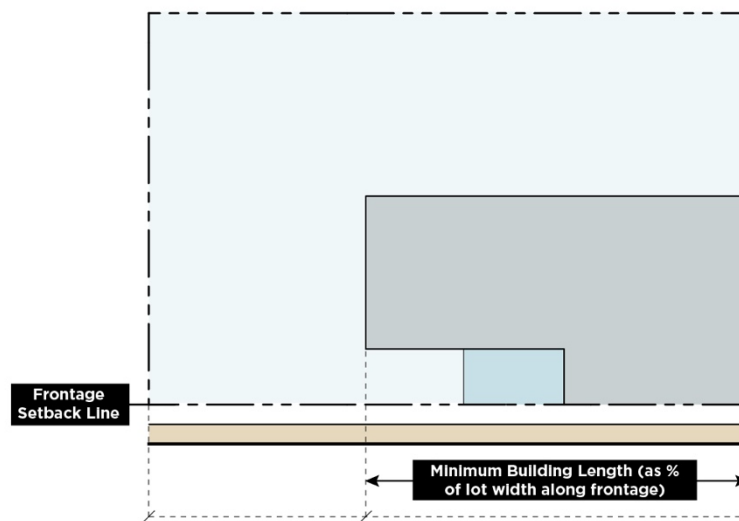 Frontage
Setback Line
Minimum Building Length (as %
of lot width along frontage)